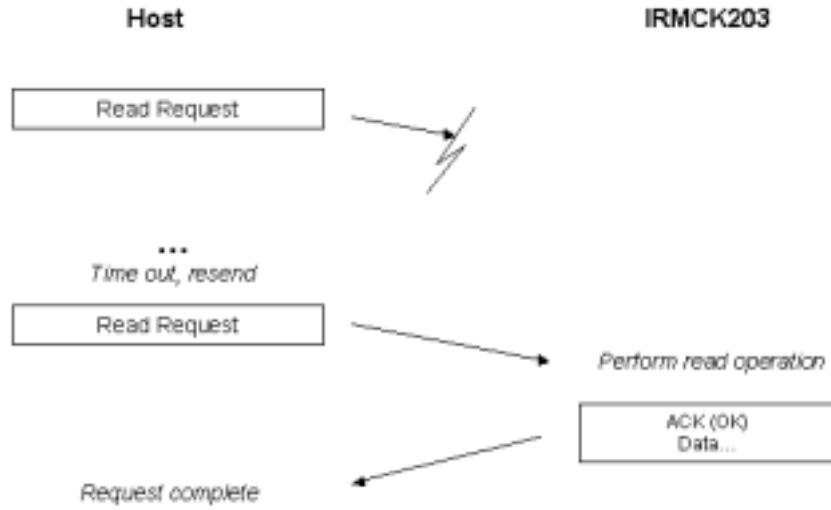 Host
IRMCK203
Read Request
...
Time out, resend
Read Request
Perform read operation
ACK (OK)
Data...
Request complete